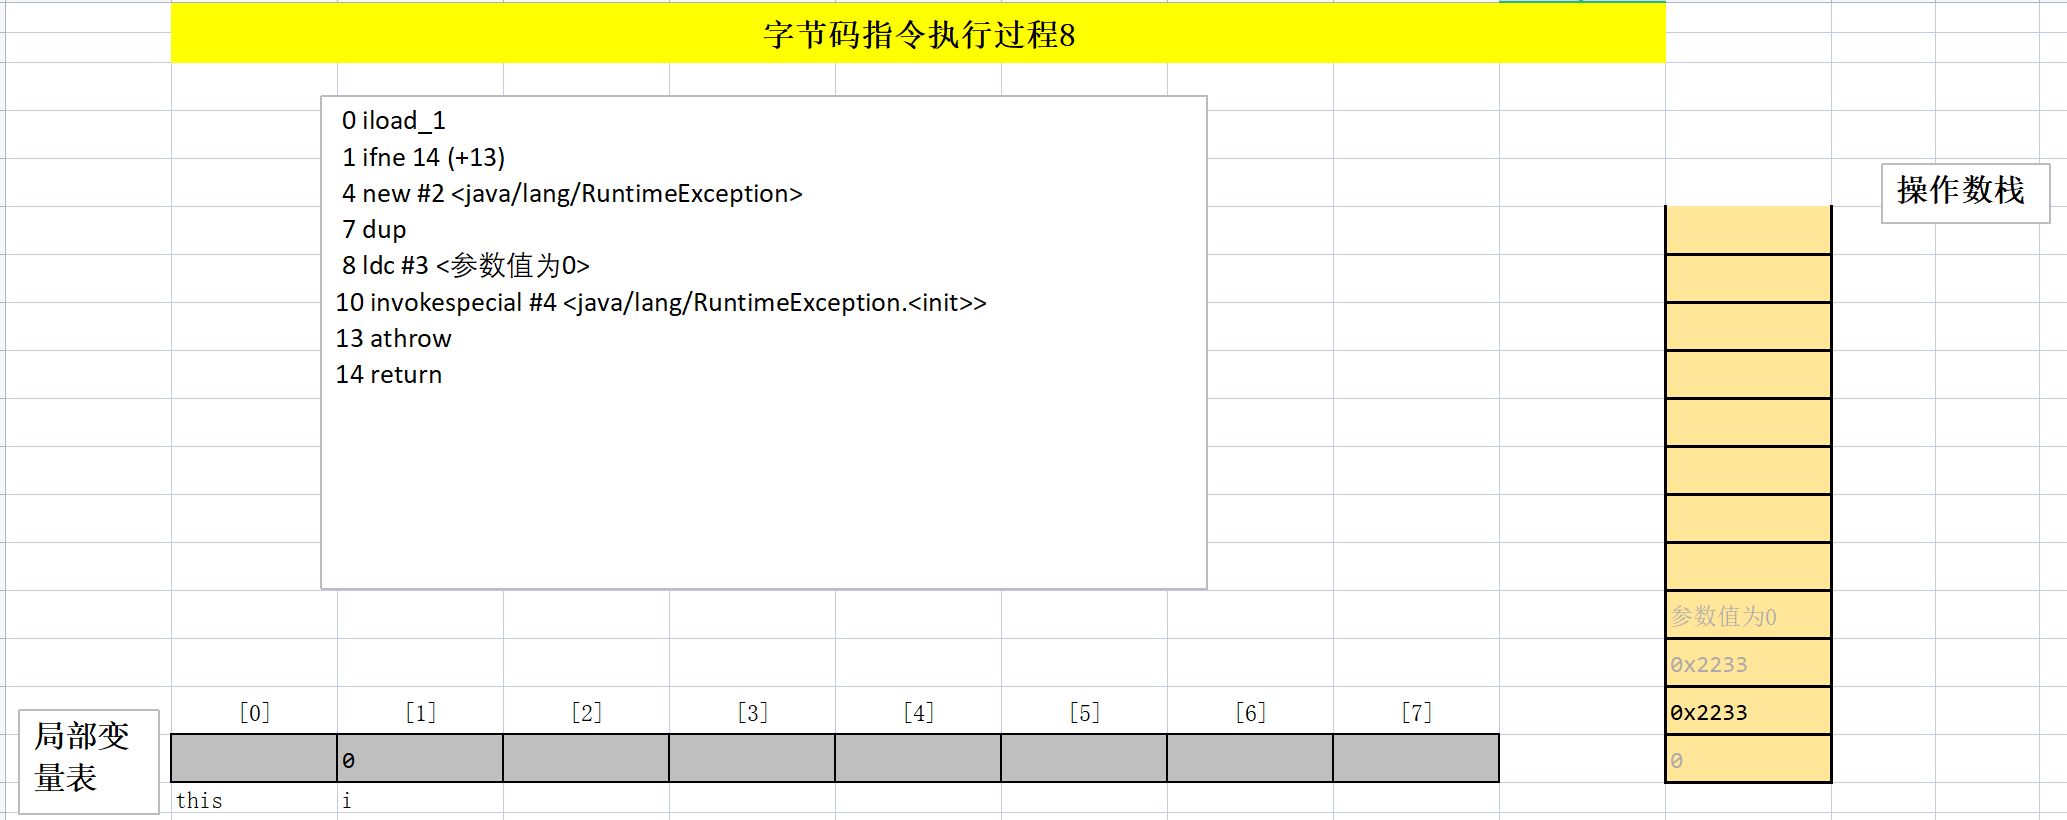 字节码指令执行过程8
0 iload_1
1 ifne 14 (+13)
4 new #2 <java/lang/RuntimeException>
7 dup
8 ldc #3 <参数值为0>
10 invokespecial #4 <java/lang/RuntimeException.<init>>
13 athrow
14 return
操作数栈
参数值为0
0x2233
0x2233
0
[0] [1] [2] [3] [4] [5] [6] [7]
局部变
量表
0
this i